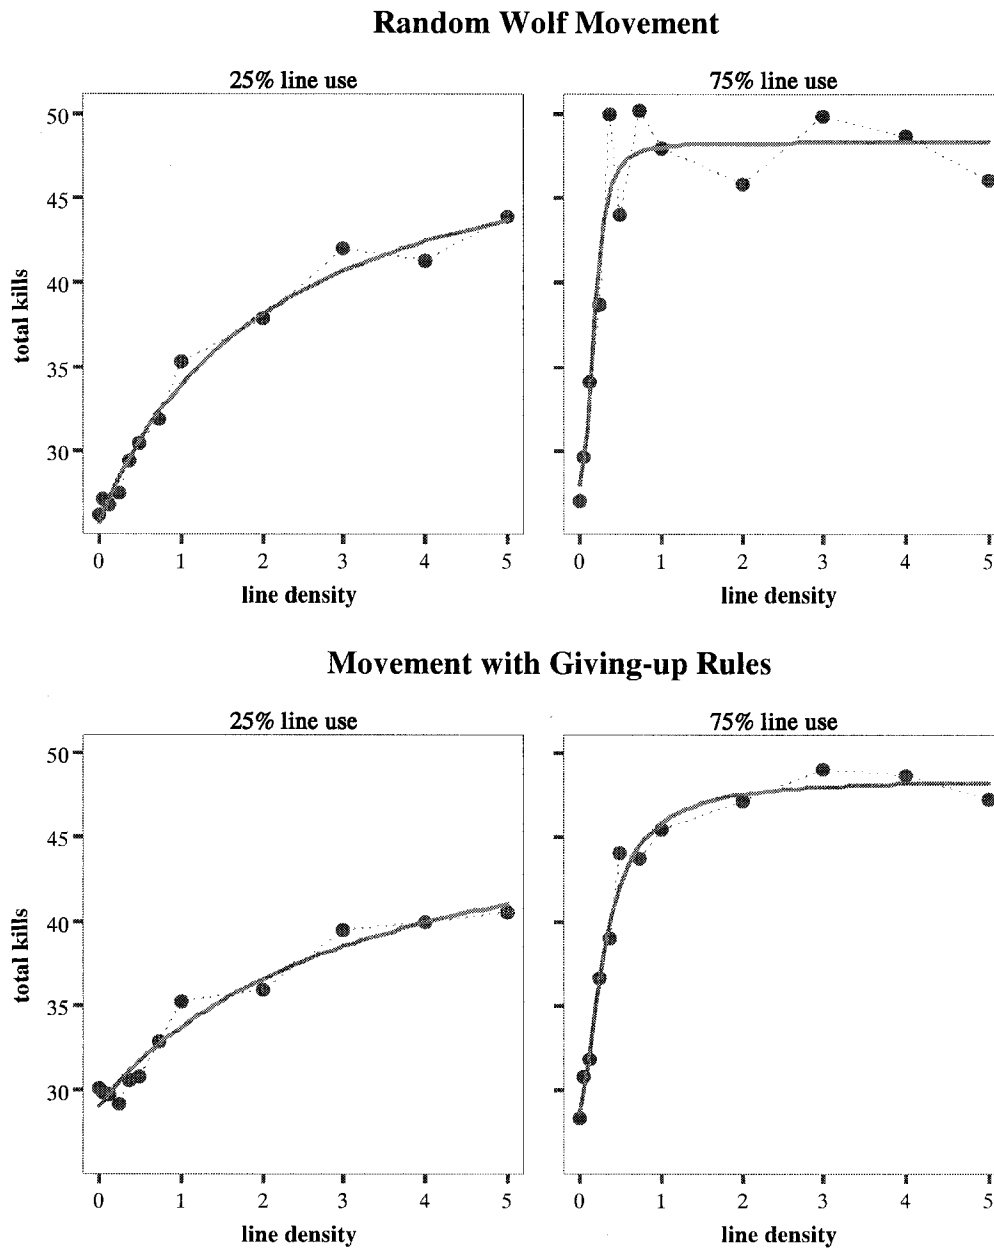 Random Wolf Movement
25% line use
75% line use
50
45
40
35
30
total kills
0 1 2 3 4 5
0 1 2 3 4 5
line density
line density
Movement with Giving-up Rules
25% line use
75% line use
50
45
40
35
30
total kills
0 1 2 3 4 5
0 1 2 3 4 5
line density
line density